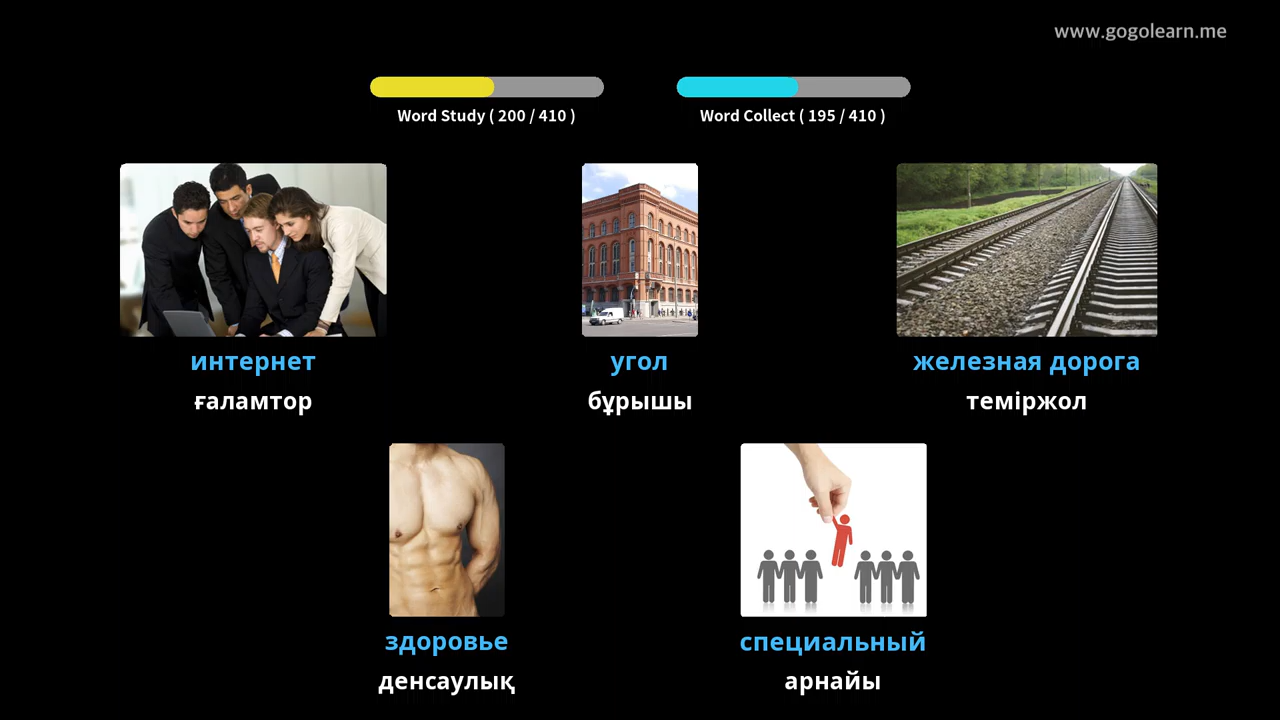 www.gogolearn.me
Word Study ( 200 / 410 )
Word Collect ( 195 / 410 )
интернет
ғаламтор
угол
бұрышы
железная дорога
теміржол
здоровье
денсаулық
специальный
арнайы